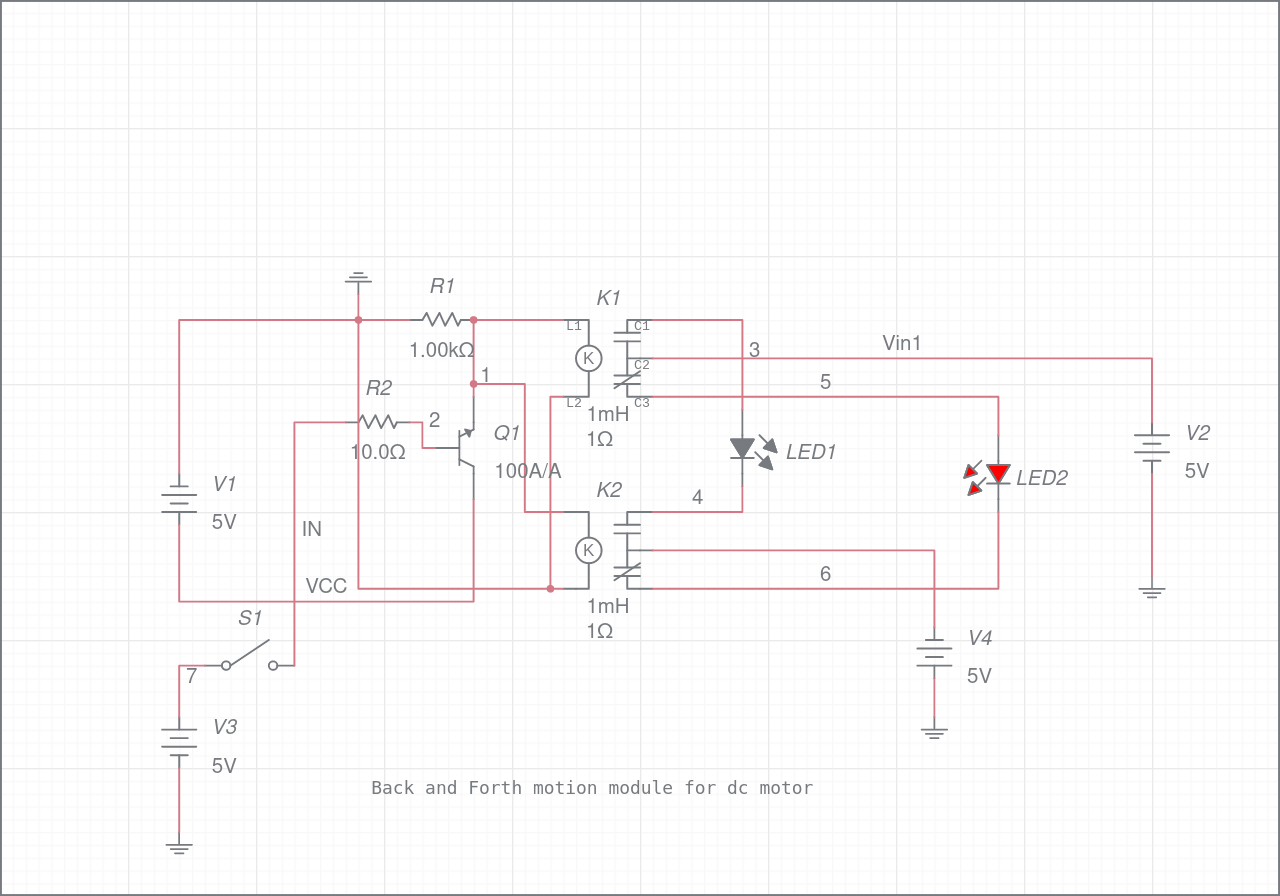 R1
K1
L1
C1
1.00kΩ
3
Vin1
C2
1
5
R2
L2
C3
1mH
2
Q1
1Ω
V2
10.0Ω
LED1
100A/A
5V
LED2
V1
K
K2
4
5V
IN
K
VCC
6
1mH
S1
1Ω
V4
7
5V
V3
5V
Back and Forth motion module for dc motor